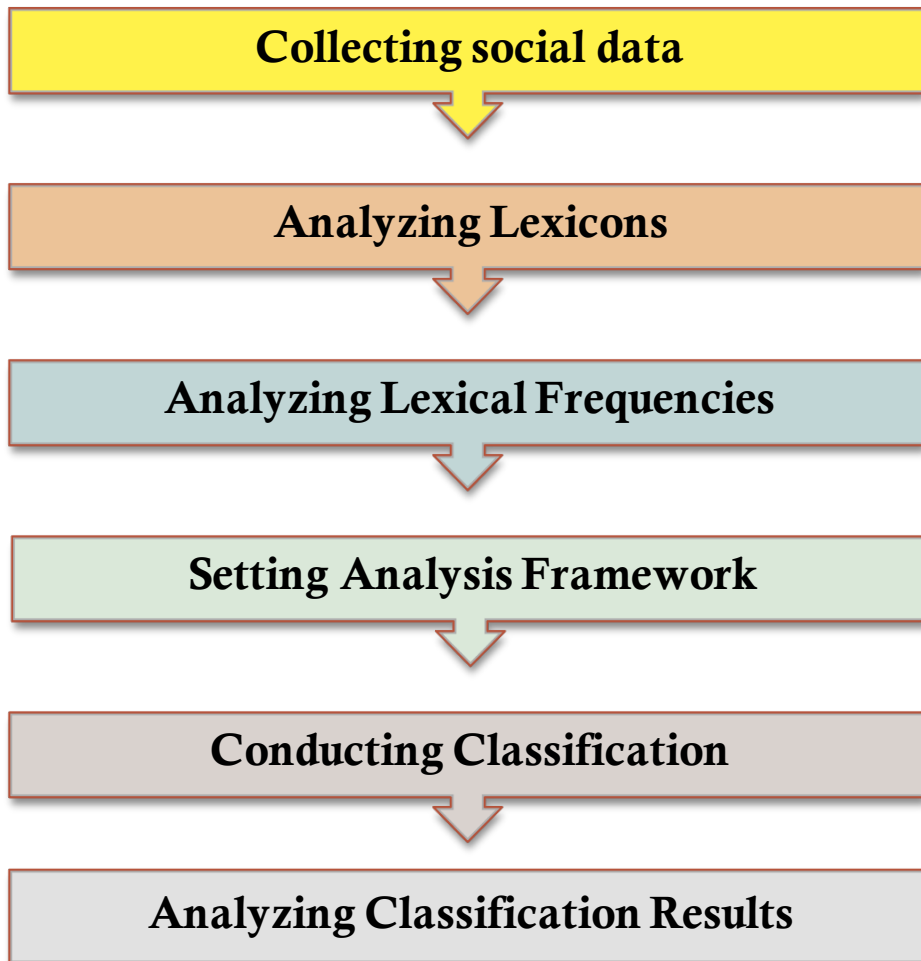 Collecting social data
Analyzing Lexicons
Analyzing Lexical Frequencies
Setting Analysis Framework
Conducting Classification
Analyzing Classification Results